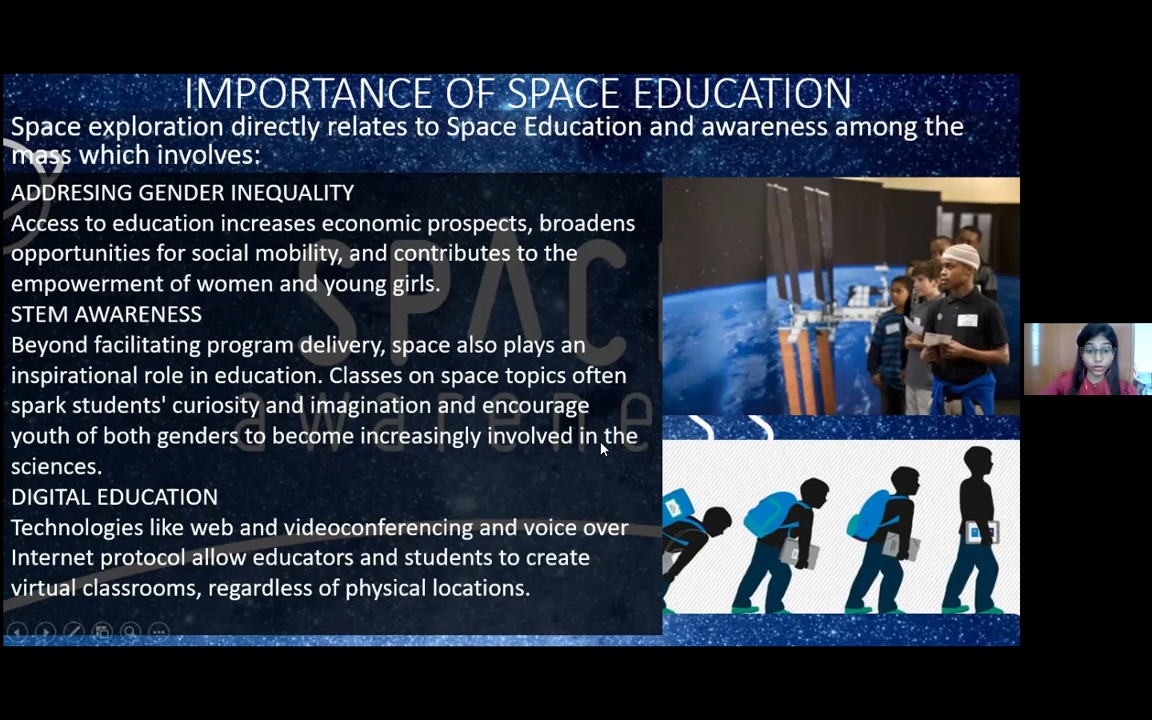 IMPORTANCE OF SPACE EDUCATION
Space exploration directly relates to Space Education and awareness among the
mass which involves:
ADDRESING GENDER INEQUALITY
Access to education increases economic prospects, broadens
opportunities for social mobility, and contributes to the
empowerment of women and young girls.
STEM AWARENESS
Beyond facilitating program delivery, space also plays an
inspirational role in education. Classes on space topics often
spark students' curiosity and imagination and encourage
youth of both genders to become increasingly involved in the
sciences.
DIGITAL EDUCATION
Technologies like web and videoconferencing and voice over
Internet protocol allow educators and students to create
virtual classrooms, regardless of physical locations.
SPAC
awarene